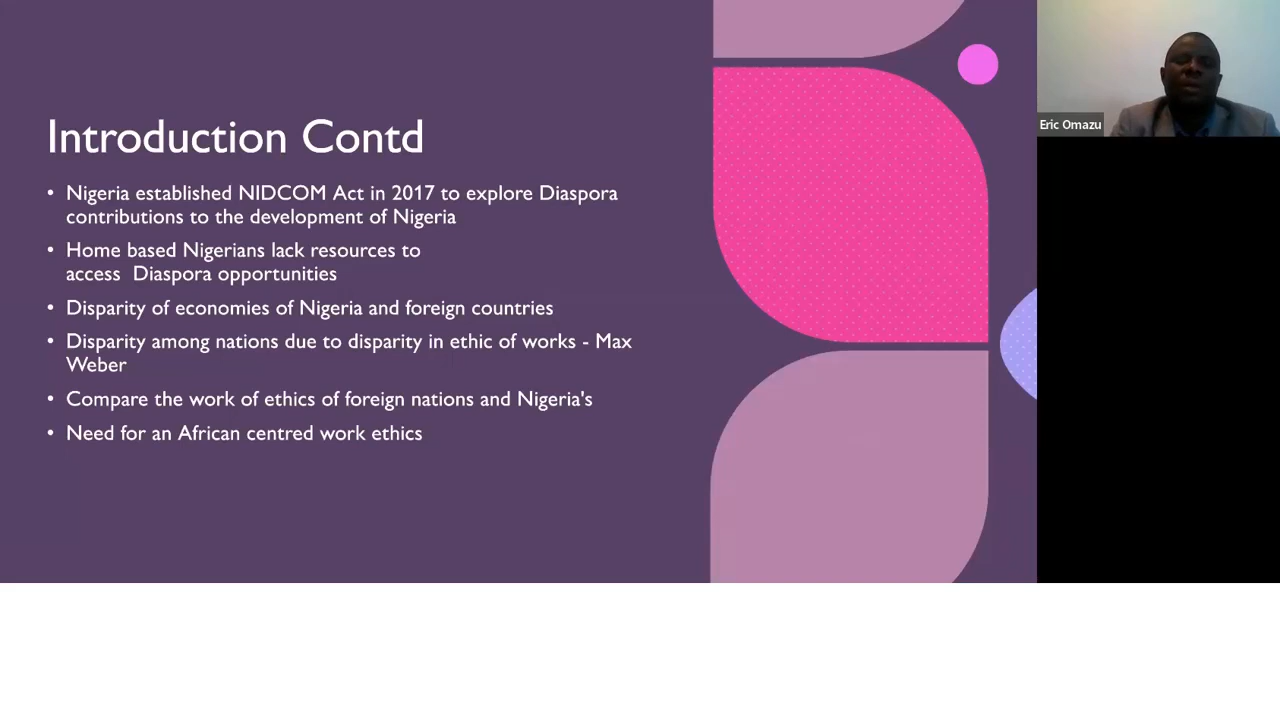 Introduction Contd
• Nigeria established NIDCOM Act in 2017 to explore Diaspora
contributions to the development of Nigeria
• Home based Nigerians lack resources to
access  Diaspora opportunities
• Disparity of economies of Nigeria and foreign countries
• Disparity among nations due to disparity in ethic of works - Max
Weber
• Compare the work of ethics of foreign nations and Nigeria's
• Need for an African centred work ethics
Eric Omazu